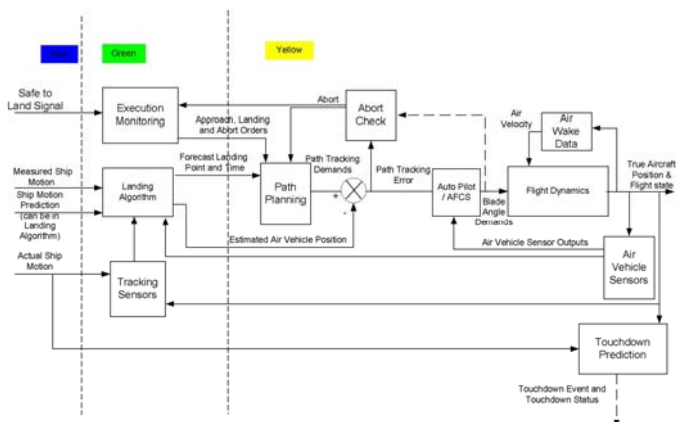 Green
Yellow
Safe to
Land Signal
Execution
Monitoring
Abort
Abort
Check
Approach, Landing
and Abort Orders
Air
Velocity
Air
Wake
Data
True Aircraft
Position &
Flight state
Measured Ship
Motion
Ship Motion
Prediction
(can be in
Landing
Algorithm)
Landing
Algorithm
Forecast Landing
Point and Time
Path
Planning
Path Tracking
Demands
+
-
Path Tracking
Error
Auto Pilot
/ AFCS
Blade
Angle
Demands
Flight Dynamics
Estimated Air Vehicle Position
Air Vehicle Sensor Outputs
Air
Vehicle
Sensors
Actual Ship
Motion
Tracking
Sensors
Touchdown
Prediction
Touchdown Event and
Touchdown Status